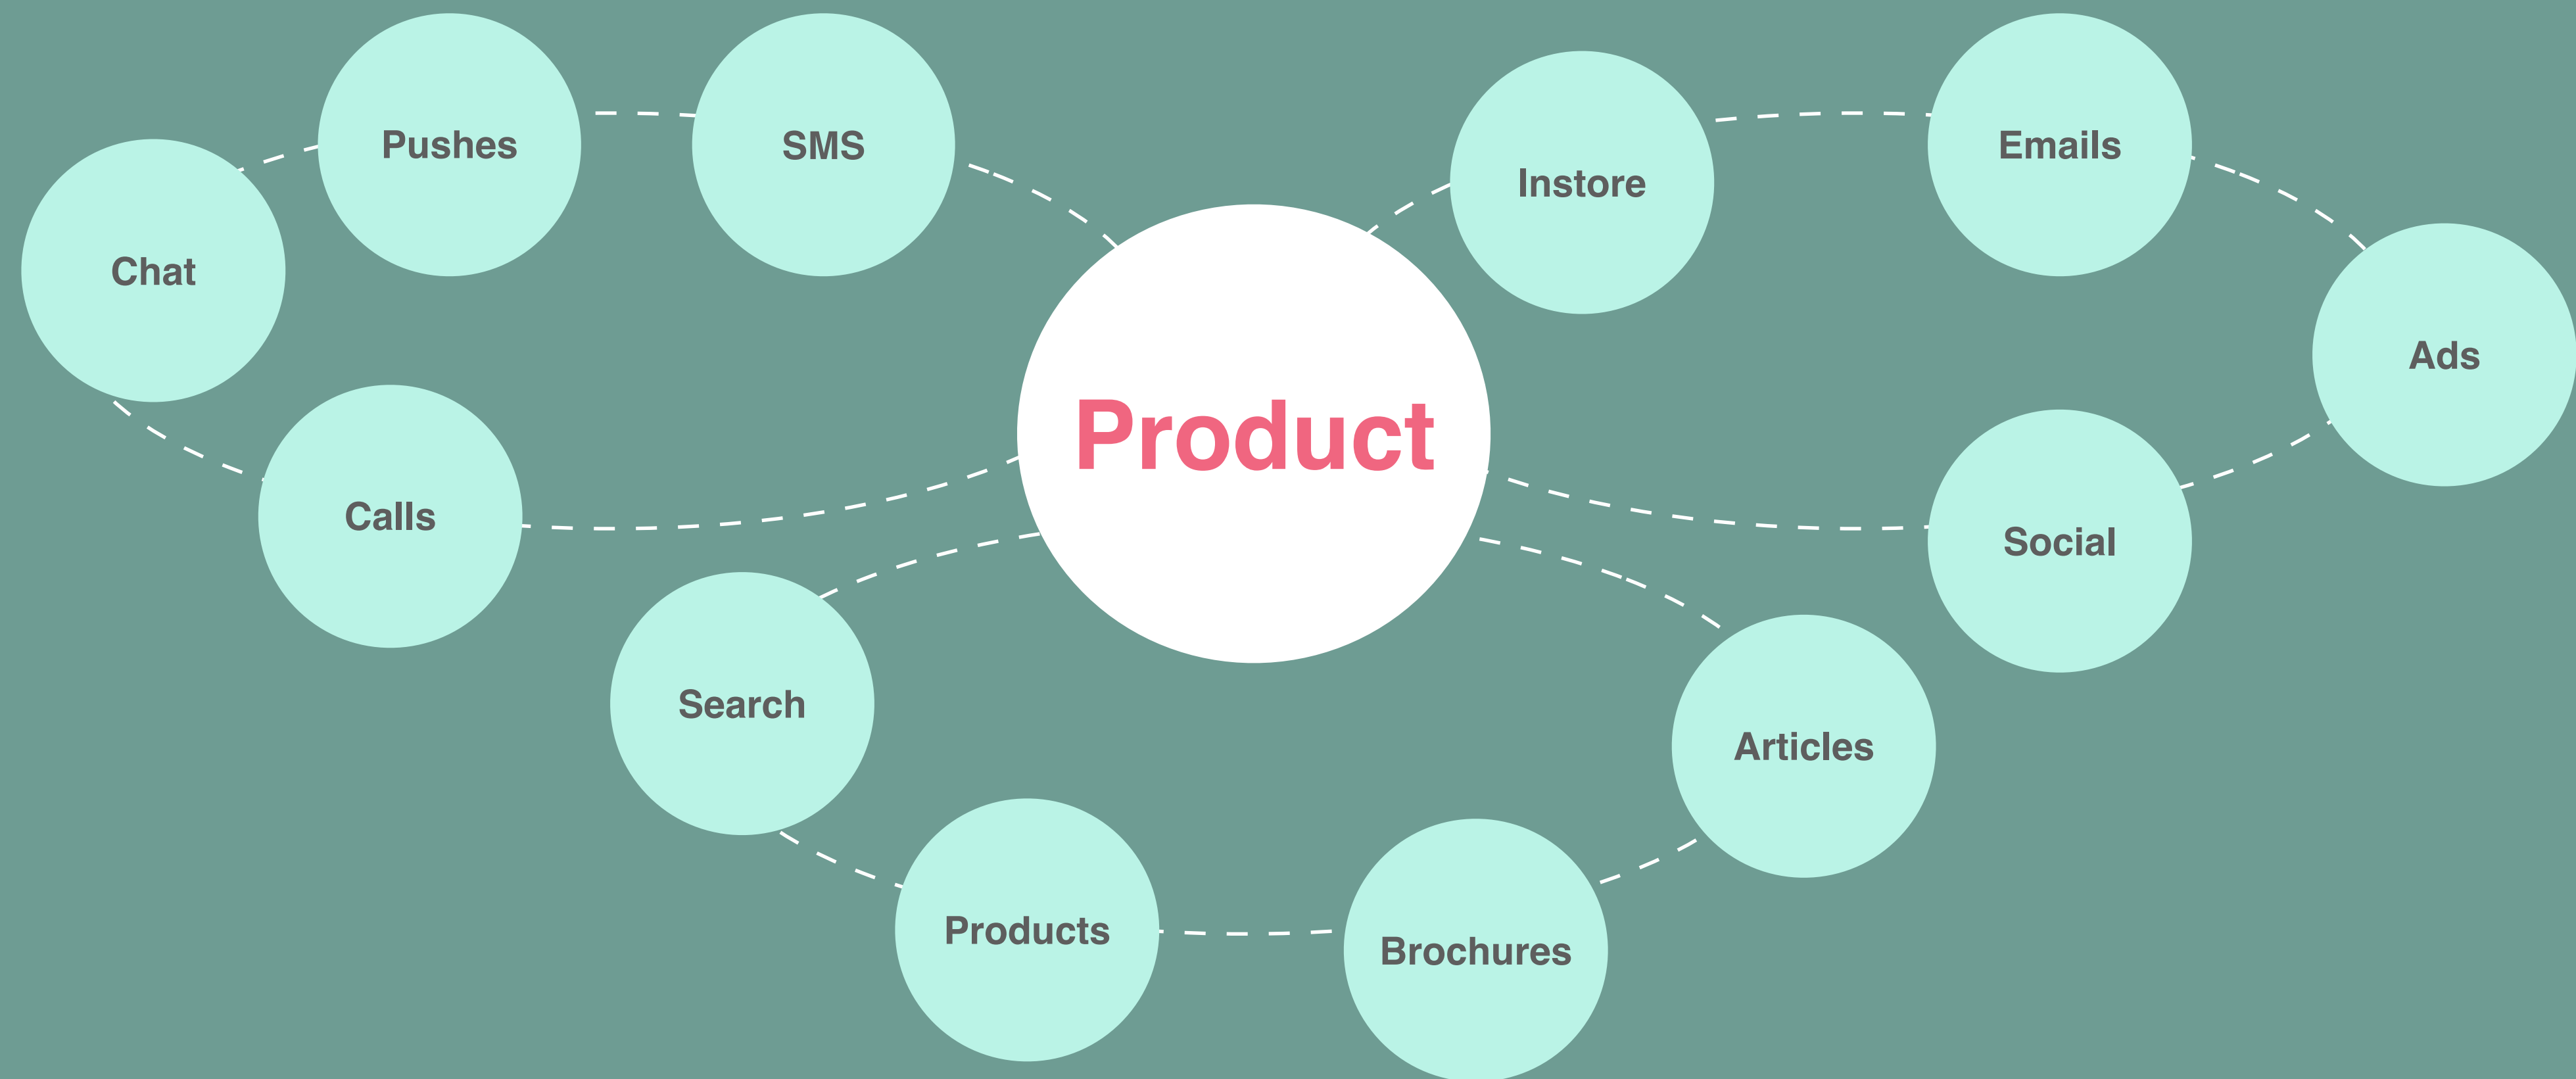 Pushes
SMS
Instore
Emails
Chat
Ads
Product
Calls
Social
Search
Articles
Products
Brochures